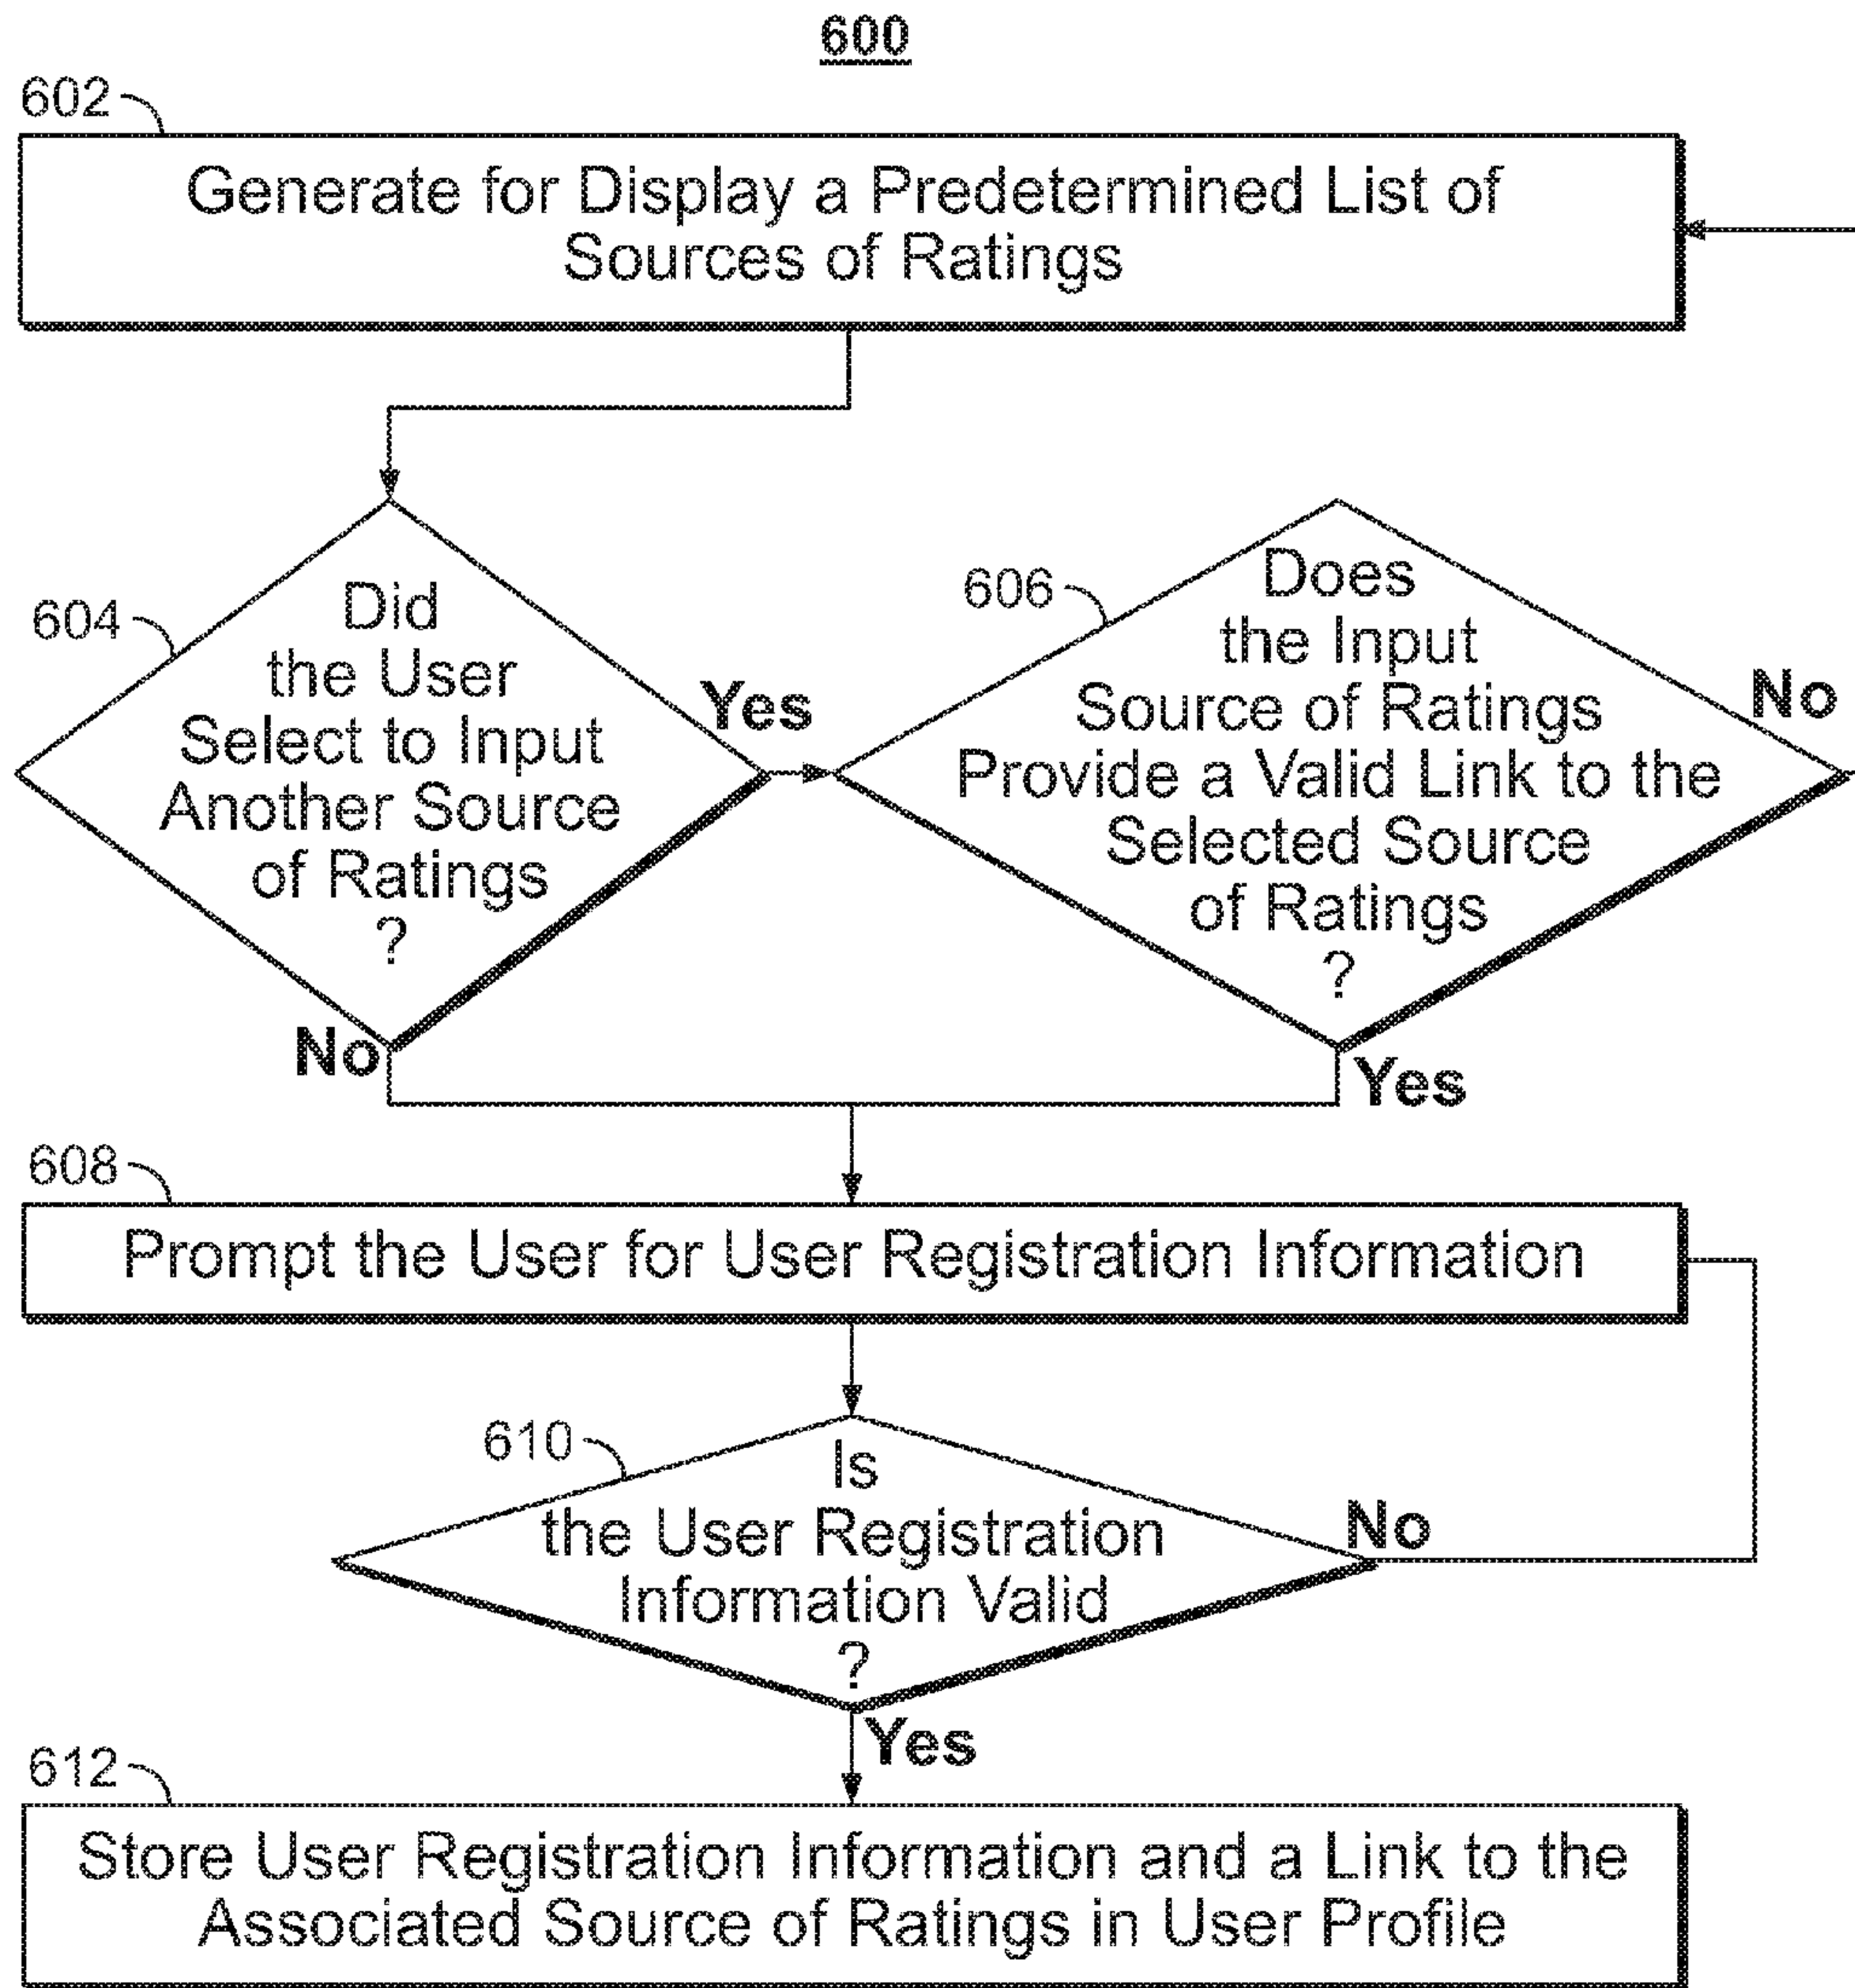 600
602
Generate for Display a Predetermined List of
Sources of Ratings
604
Did
the User
Select to Input
Another Source
of Ratings
?
Yes
No
606
Does
the Input
Source of Ratings
Provide a Valid Link to the
Selected Source
of Ratings
?
No
Yes
608
Prompt the User for User Registration Information
610
Is
the User Registration
Information Valid
?
No
Yes
612
Store User Registration Information and a Link to the
Associated Source of Ratings in User Profile